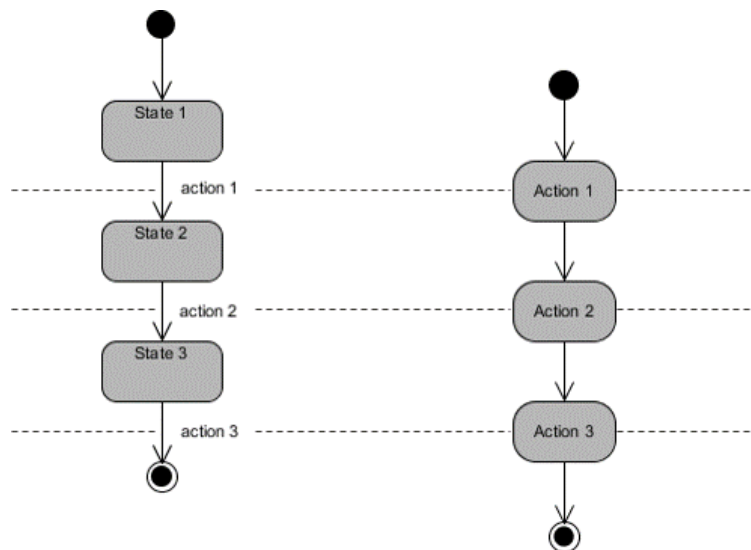 State 1
action 1
Action 1
State 2
action 2
Action 2
State 3
action 3
Action 3